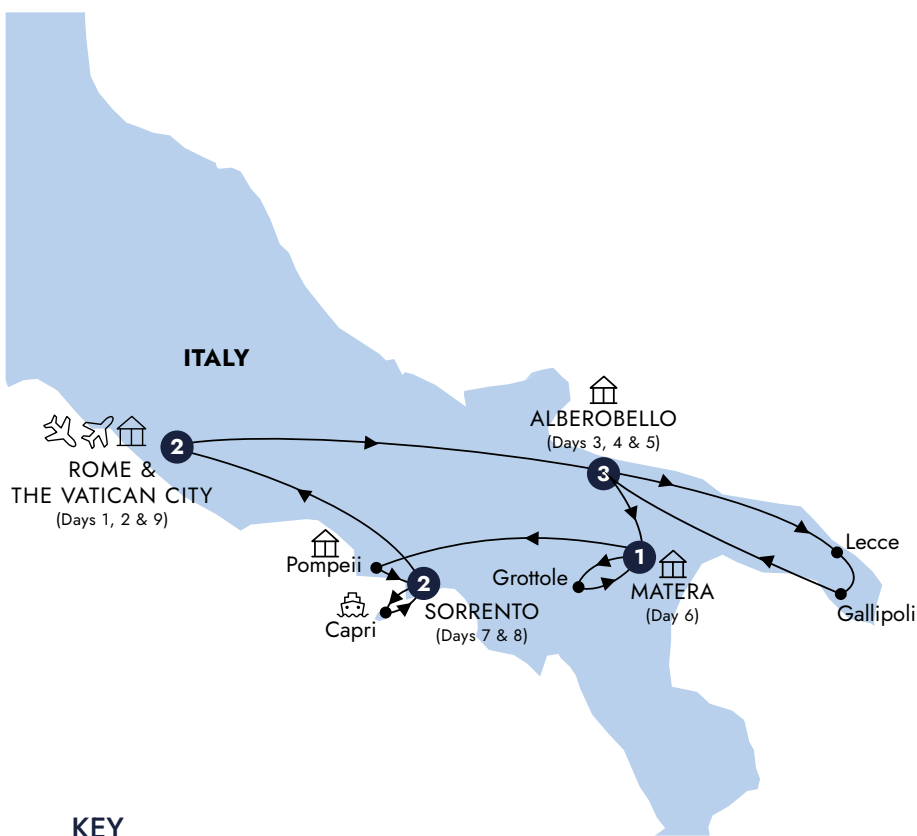 ITALY
ALBEROBELLO
(Days 3, 4 & 5)
2
3
ROME &
THE VATICAN CITY
(Days 1, 2 & 9)
Lecce
Pompeii
1
Grottole
2
MATERA
(Day 6)
SORRENTO
(Days 7 & 8)
Capri
Gallipoli
KEY